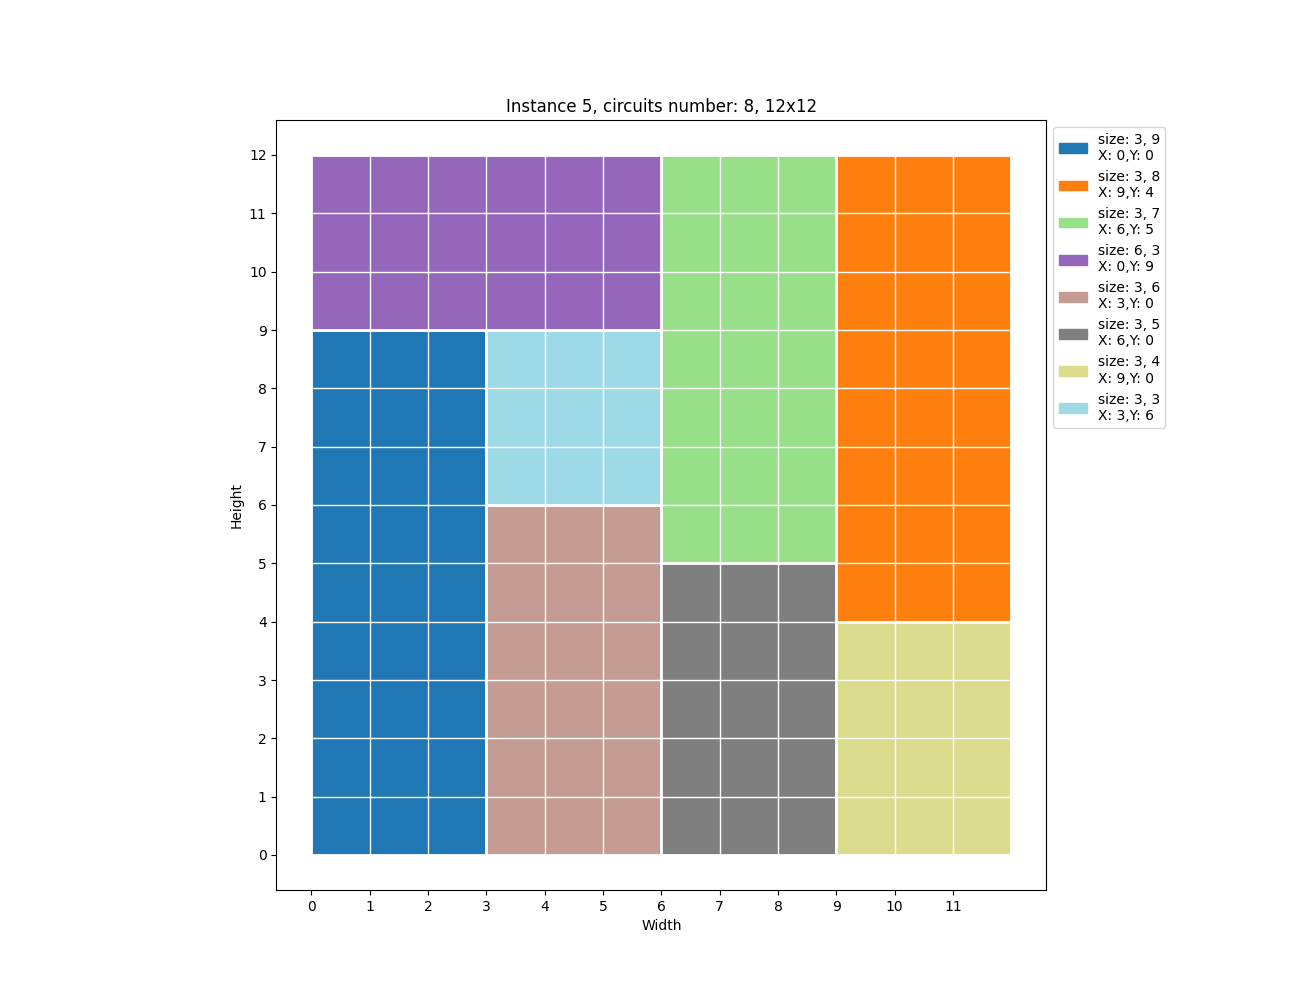 Instance 5, circuits number: 8, 12x12
size: 3, 9
X: 0,Y: 0
size: 3, 8
X: 9,Y: 4
size: 3, 7
X: 6,Y: 5
size: 6, 3
X: 0,Y: 9
size: 3, 6
X: 3,Y: 0
size: 3, 5
X: 6,Y: 0
size: 3, 4
X: 9,Y: 0
size: 3, 3
X: 3,Y: 6
Height
12
11
10
9
8
7
6
5
4
3
2
1
0
0 1 2 3 4 5 6 7 8 9 10 11
Width